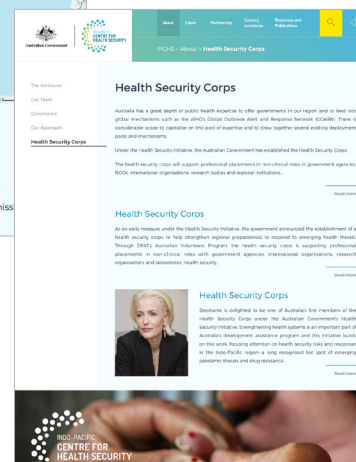 Australian Government
INDO-PACIFIC
CENTRE FOR
HEALTH SECURITY
About
Latest
Partnership
Country
assistance
Resources and
Publications
IPCHS > About > Health Security Corps
The Ambassador
Our Team
Governance
Our Approach
Health Security Corps
miss
Health Security Corps
Australia has a great depth of public health expertise to offer governments in our region and to feed into
global mechanisms such as the WHO's Global Outbreak Alert and Response Network (GOARN). There is
considerable scope to capitalise on this pool of expertise and to draw together several existing deployment
pools and mechanisms.
Under the Health Security Initiative, the Australian Government has established the Health Security Corps.
The health security corps will support professional placements in non-clinical roles in government agencies,
NGOs, international organisations, research bodies and regional institutions...
Read more
Health Security Corps
As an early measure under the Health Security Initiative, the government announced the establishment of a
health security corps to help strengthen regional preparedness to respond to emerging health threats.
Through DFAT's Australian Volunteers Program, the health security corps is supporting professional
placements in non-clinical roles with government agencies, international organisations, research
organisations and laboratories. Health security...
Read more
Health Security Corps
Stephanie is delighted to be one of Australia's first members of the
Health Security Corps under the Australian Government's Health
Security Initiative. Strengthening health systems is an important part of
Australia's development assistance program and this initiative builds
on this work, focusing attention on health security risks and responses
in the Indo-Pacific region–a long recognised hot spot of emerging
pandemic threats and drug resistance.
Read more
INDO-PACIFIC
CENTRE FOR
HEALTH SECURITY